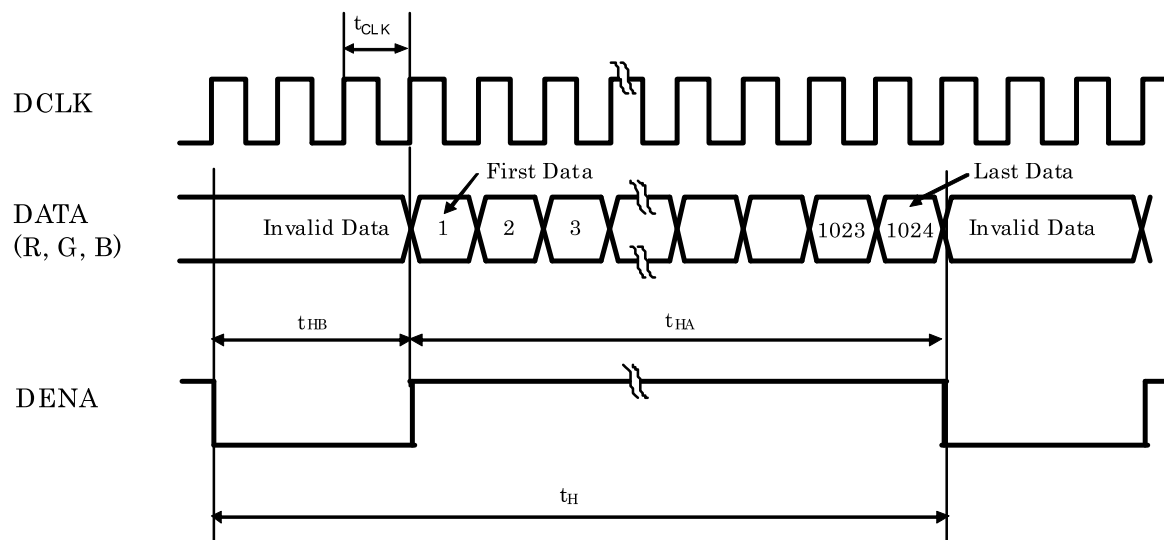 tCLK
DCLK
First Data
Last Data
DATA
(R, G, B)
Invalid Data
1
2
3
1023
1024
Invalid Data
tHB
tHA
DENA
tH